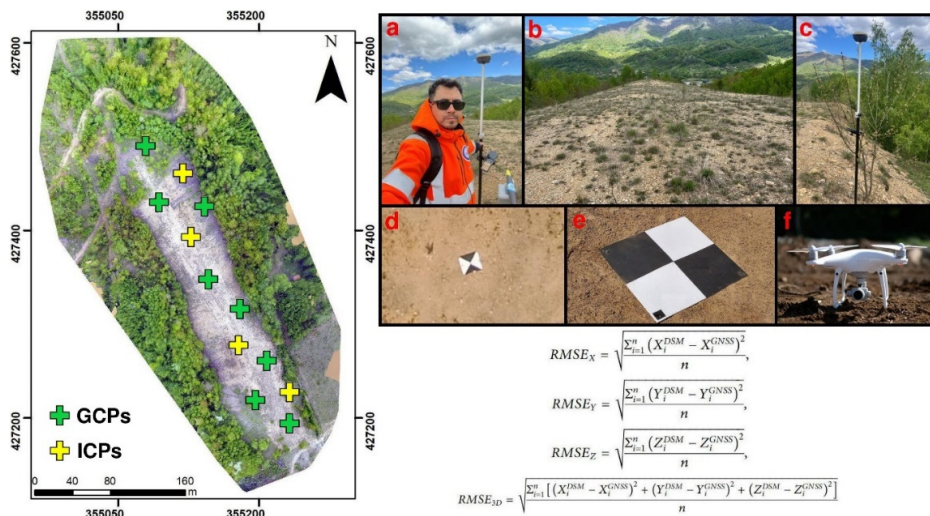 355050 355200
N
427600
427600
427400
427400
427200
427200
GCPs
ICPs
0 40 80 160
m
355050 355200
a b c
d e f
RMSE_X = √(Σ_{i=1}^{n} (X_i^{DSM} − X_i^{GNSS})^2 / n),
RMSE_Y = √(Σ_{i=1}^{n} (Y_i^{DSM} − Y_i^{GNSS})^2 / n),
RMSE_Z = √(Σ_{i=1}^{n} (Z_i^{DSM} − Z_i^{GNSS})^2 / n),
RMSE_{3D} = √(Σ_{i=1}^{n} [(X_i^{DSM} − X_i^{GNSS})^2 + (Y_i^{DSM} − Y_i^{GNSS})^2 + (Z_i^{DSM} − Z_i^{GNSS})^2] / n)